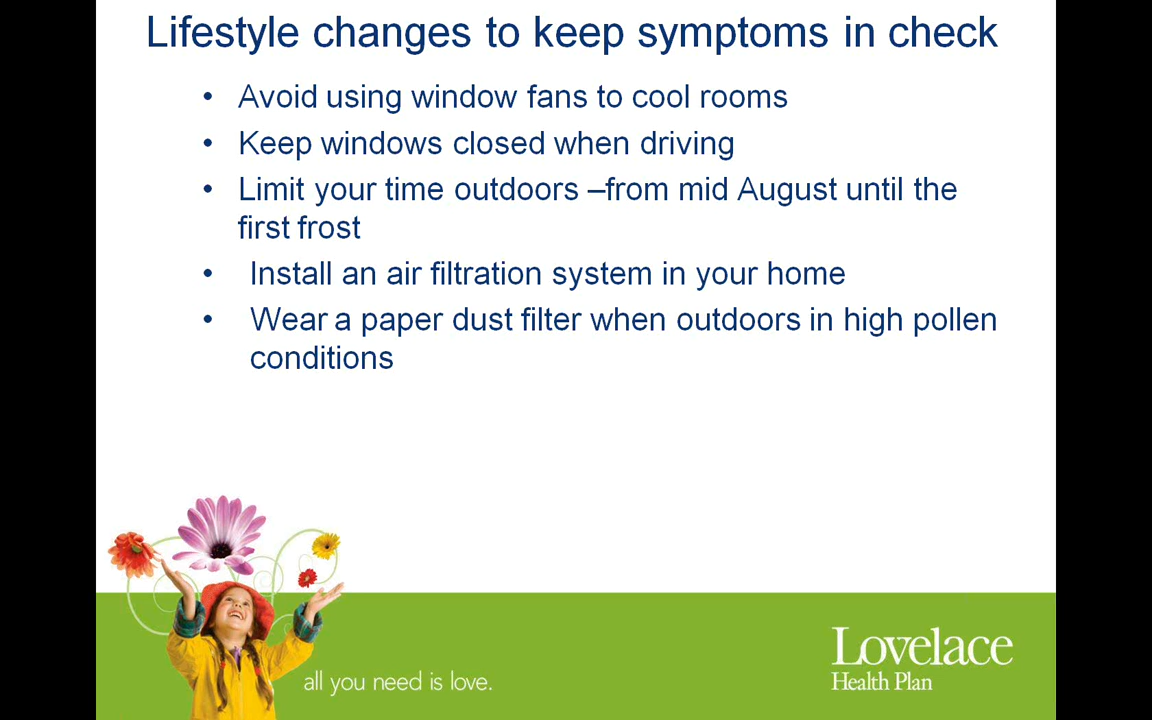 Lifestyle changes to keep symptoms in check
• Avoid using window fans to cool rooms
• Keep windows closed when driving
• Limit your time outdoors –from mid August until the
first frost
• Install an air filtration system in your home
• Wear a paper dust filter when outdoors in high pollen
conditions
all you need is love.
Lovelace
Health Plan